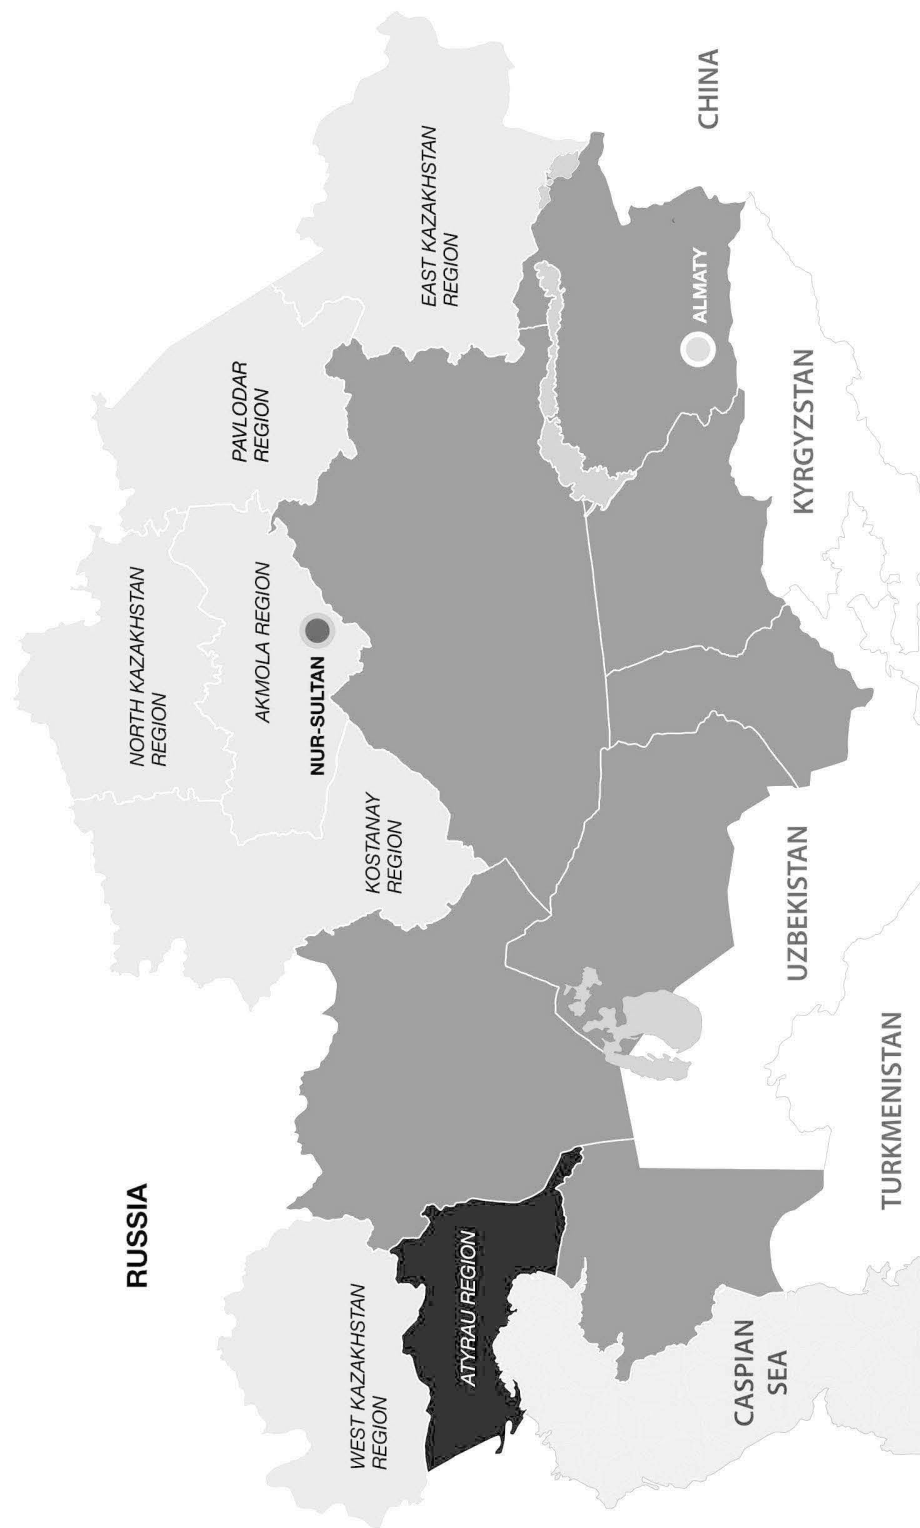 RUSSIA
NORTH KAZAKHSTAN
REGION
PAVLODAR
REGION
AKMOLA REGION
NUR-SULTAN
KOSTANAY
REGION
EAST KAZAKHSTAN
REGION
WEST KAZAKHSTAN
REGION
ATYRAU REGION
ALMATY
CHINA
CASPIAN
SEA
UZBEKISTAN
KYRGYZSTAN
TURKMENISTAN